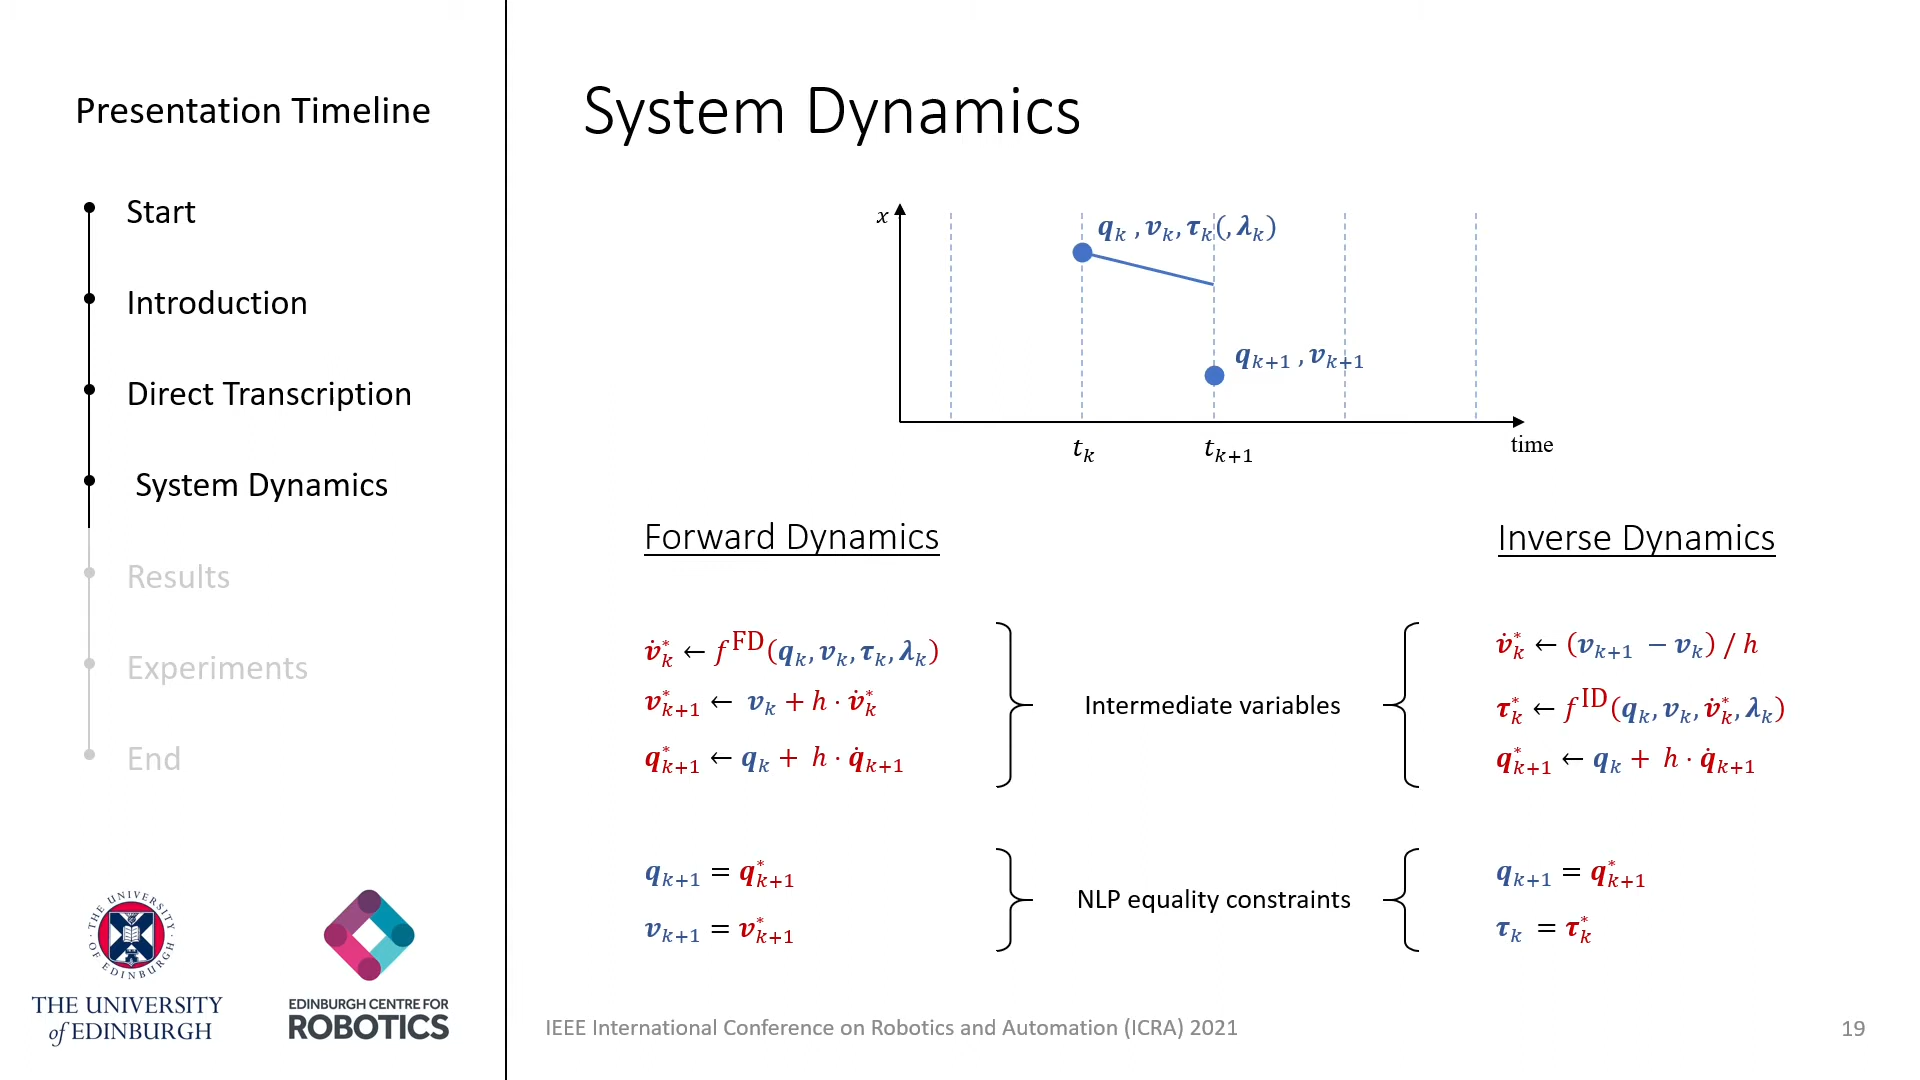 Presentation Timeline
Start
Introduction
Direct Transcription
System Dynamics
Results
Experiments
End
THE UNIVERSITY OF EDINBURGH
THE UNIVERSITY
of EDINBURGH
EDINBURGH CENTRE FOR
ROBOTICS
System Dynamics
x
q_k , v_k, τ_k(, λ_k)
q_{k+1} , v_{k+1}
t_k
t_{k+1}
time
Forward Dynamics
v̇*_k ← f^{FD}(q_k, v_k, τ_k, λ_k)
v*_{k+1} ← v_k + h · v̇*_k
q*_{k+1} ← q_k + h · q̇_{k+1}
Intermediate variables
q_{k+1} = q*_{k+1}
v_{k+1} = v*_{k+1}
NLP equality constraints
Inverse Dynamics
v̇*_k ← (v_{k+1} − v_k) / h
τ*_k ← f^{ID}(q_k, v_k, v̇*_k, λ_k)
q*_{k+1} ← q_k + h · q̇_{k+1}
q_{k+1} = q*_{k+1}
τ_k = τ*_k
IEEE International Conference on Robotics and Automation (ICRA) 2021
19